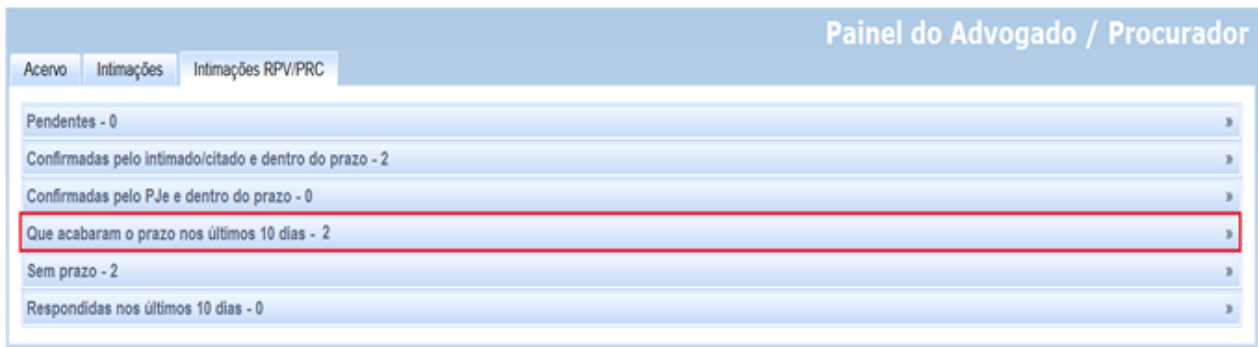 Painel do Advogado / Procurador
Acervo Intimações Intimações RPV/PRC
Pendentes - 0 »
Confirmadas pelo intimado/citado e dentro do prazo - 2 »
Confirmadas pelo PJe e dentro do prazo - 0 »
Que acabaram o prazo nos últimos 10 dias - 2 »
Sem prazo - 2 »
Respondidas nos últimos 10 dias - 0 »